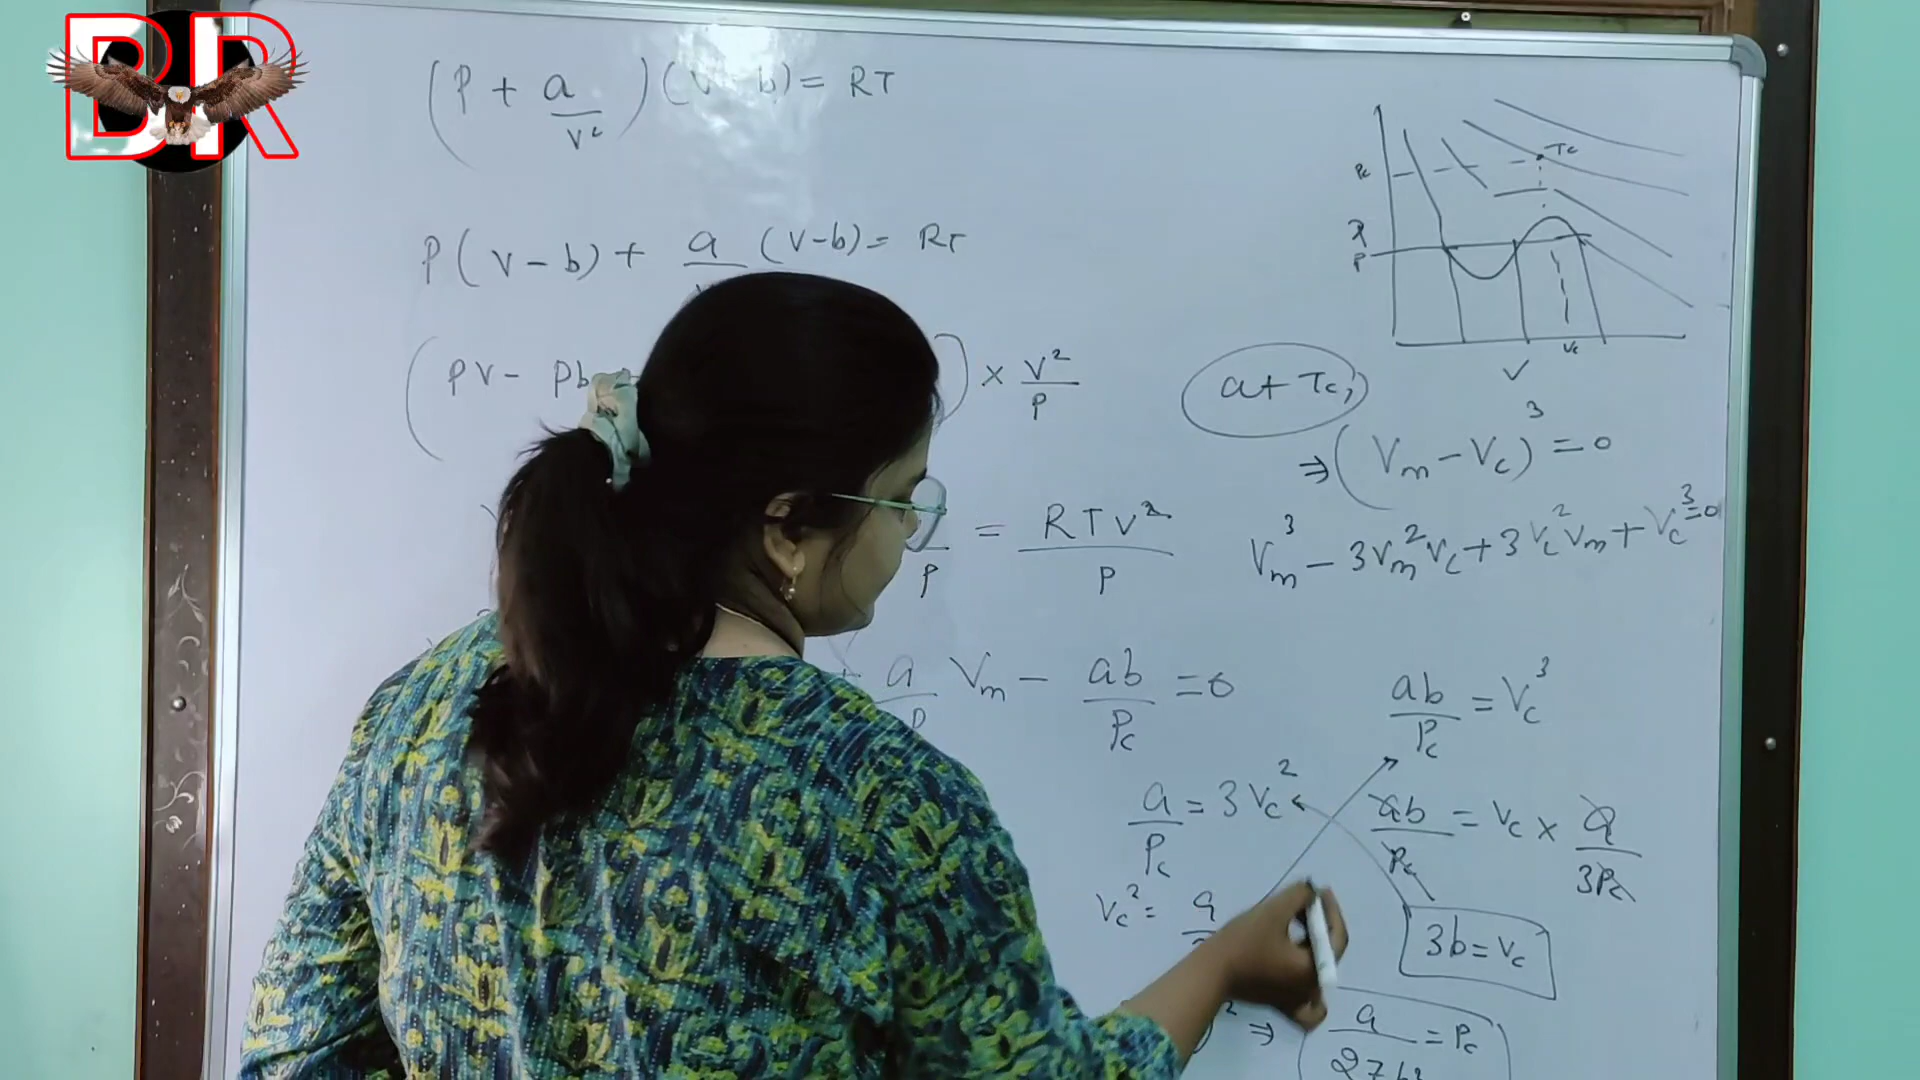 BR
(P + a/V²)(V b) = RT
P(V - b) + a (V-b) = RT
(PV - Pb ) × V²/P
P = RTV²/P
+ a/P Vm - ab/Pc = 0
Pc
P
V
Tc
Vc
at Tc;
⇒ (Vm - Vc)³ = 0
Vm³ - 3Vm²Vc + 3Vc²Vm + Vc³ = 0
ab/Pc = Vc³
a/Pc = 3Vc²
ab/Pc = Vc × a/3Pc
Vc² = a
3b = Vc
² ⇒ a/27b² = Pc